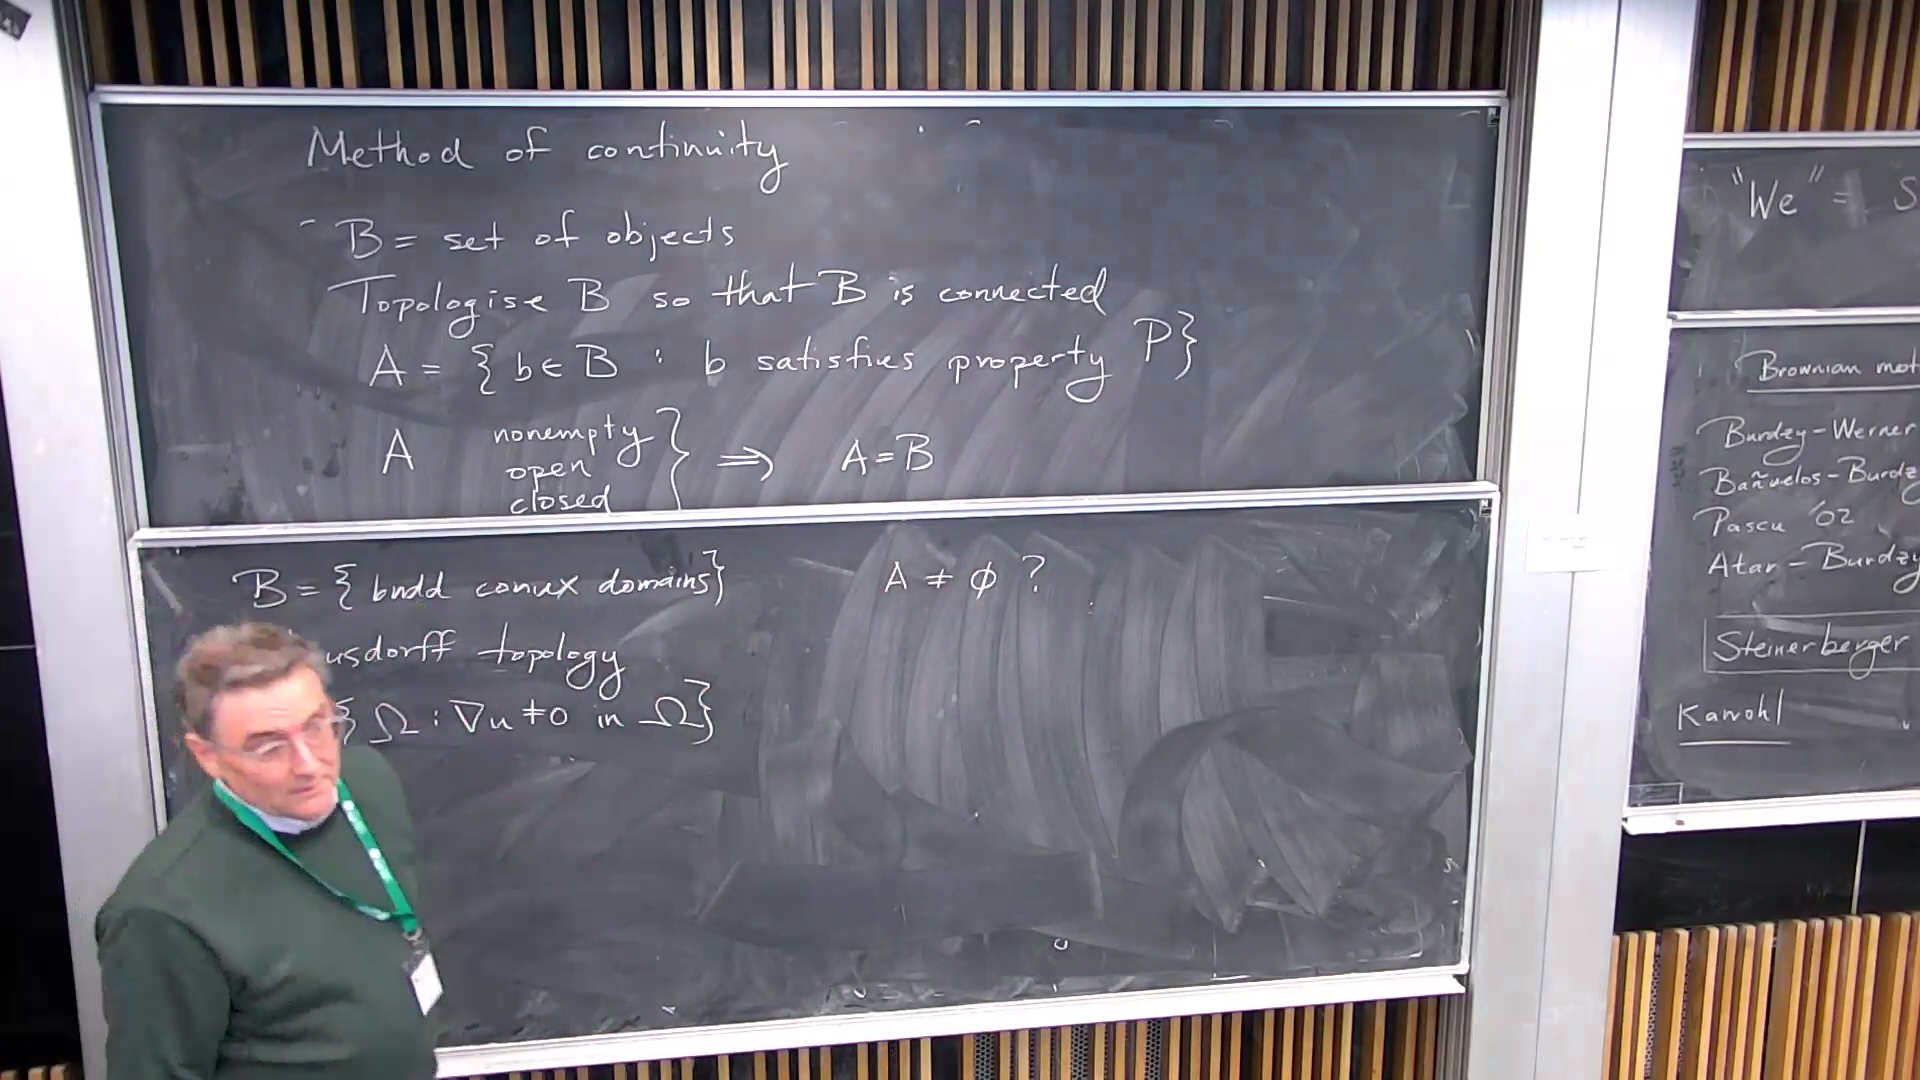 Method of continuity
B = set of objects
Topologise B so that B is connected
A = { b ∈ B : b satisfies property P}
A nonempty
open
closed } ⇒ A = B
B = { bndd convex domains}
usdorff topology
{ Ω : ∇u ≠ 0 in Ω}
A ≠ ∅ ?
"We" = S
Brownian mot
Burdzy - Werner
Bañuelos - Burdz
Pascu '02
Atar - Burdzy
Steinerberger
Kawohl